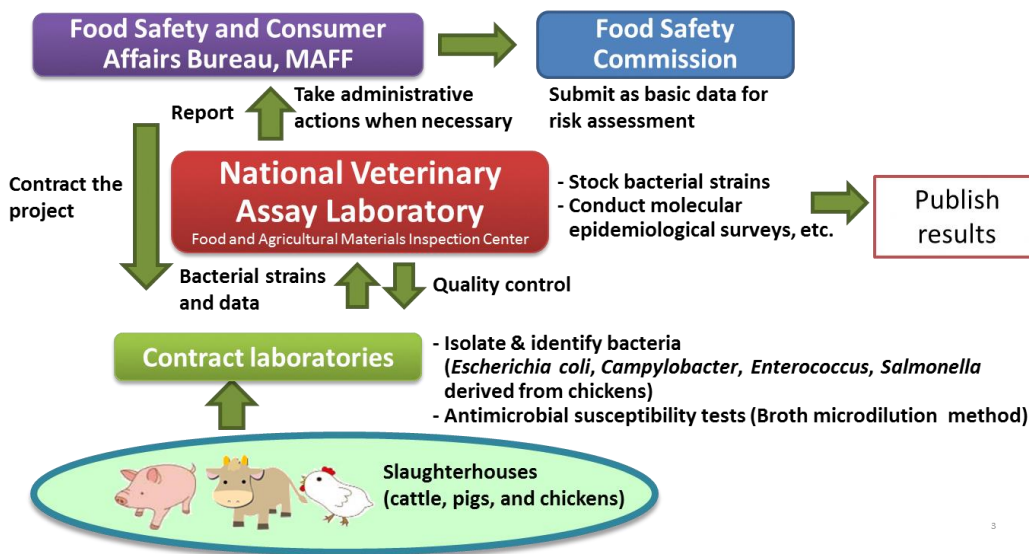 Food Safety and Consumer
Affairs Bureau, MAFF
Food Safety
Commission
Report
Take administrative
actions when necessary
Submit as basic data for
risk assessment
Contract the
project
National Veterinary
Assay Laboratory
Food and Agricultural Materials Inspection Center
- Stock bacterial strains
- Conduct molecular
epidemiological surveys, etc.
Publish
results
Bacterial strains
and data
Quality control
Contract laboratories
- Isolate & identify bacteria
(Escherichia coli, Campylobacter, Enterococcus, Salmonella
derived from chickens)
- Antimicrobial susceptibility tests (Broth microdilution method)
Slaughterhouses
(cattle, pigs, and chickens)
3